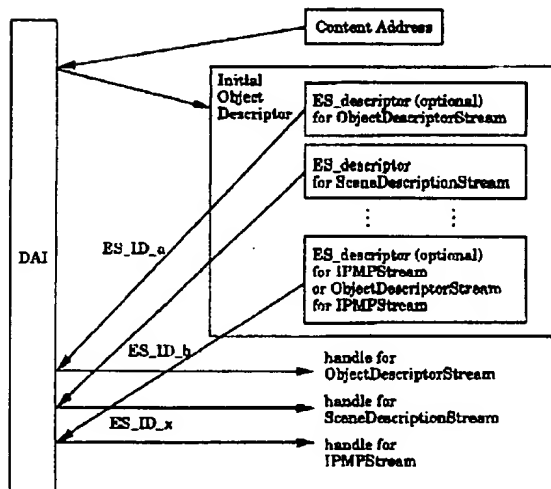 Content Address
Initial
Object
Descriptor
ES_descriptor (optional)
for ObjectDescriptorStream
ES_descriptor
for SceneDescriptionStream
DAI
ES_ID_a
ES_descriptor (optional)
for IPMPStream
or ObjectDescriptorStream
for IPMPStream
ES_ID_b
handle for
ObjectDescriptorStream
handle for
SceneDescriptionStream
ES_ID_x
handle for
IPMPStream